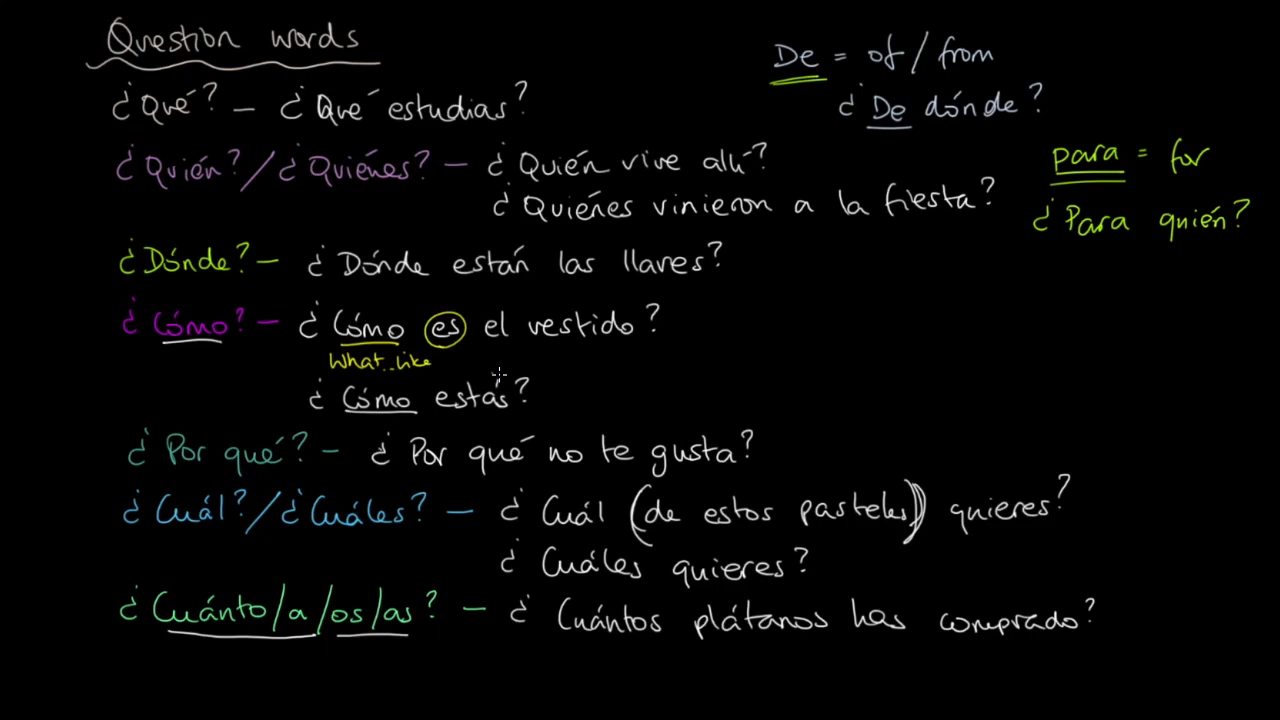 Question words
¿Qué? – ¿Qué estudias?
¿Quién? / ¿Quiénes? – ¿Quién vive allí?
¿Quiénes vinieron a la fiesta?
¿Dónde? – ¿Dónde están las llaves?
¿Cómo? – ¿Cómo es el vestido?
What..like
¿Cómo estás?
¿Por qué? – ¿Por qué no te gusta?
¿Cuál? / ¿Cuáles? – ¿Cuál (de estos pasteles) quieres?
¿Cuáles quieres?
¿Cuánto/a/os/as? – ¿Cuántos plátanos has comprado?
De = of / from
¿De dónde?
para = for
¿Para quién?